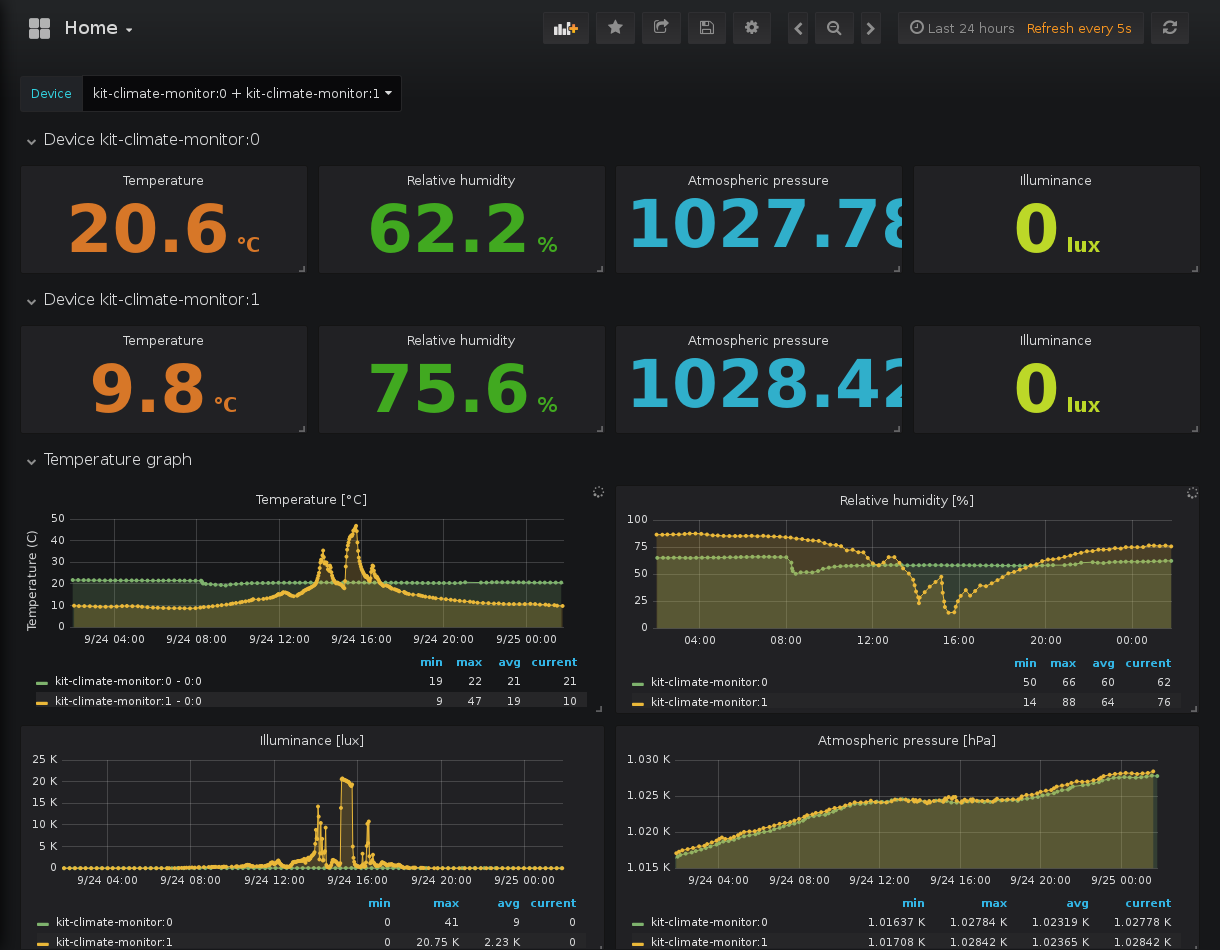 Home
Last 24 hours Refresh every 5s
Device kit-climate-monitor:0 + kit-climate-monitor:1
Device kit-climate-monitor:0
Temperature Relative humidity Atmospheric pressure Illuminance
20.6 °C 62.2 % 1027.78 0 lux
Device kit-climate-monitor:1
Temperature Relative humidity Atmospheric pressure Illuminance
9.8 °C 75.6 % 1028.42 0 lux
Temperature graph
Temperature [°C]
Temperature (C)
50
40
30
20
10
0
9/24 04:00 9/24 08:00 9/24 12:00 9/24 16:00 9/24 20:00 9/25 00:00
min max avg current
kit-climate-monitor:0 - 0:0 19 22 21 21
kit-climate-monitor:1 - 0:0 9 47 19 10
Relative humidity [%]
100
75
50
25
0
04:00 08:00 12:00 16:00 20:00 00:00
min max avg current
kit-climate-monitor:0 50 66 60 62
kit-climate-monitor:1 14 88 64 76
Illuminance [lux]
25 K
20 K
15 K
10 K
5 K
0
9/24 04:00 9/24 08:00 9/24 12:00 9/24 16:00 9/24 20:00 9/25 00:00
min max avg current
kit-climate-monitor:0 0 41 9 0
kit-climate-monitor:1 0 20.75 K 2.23 K 0
Atmospheric pressure [hPa]
1.030 K
1.025 K
1.020 K
1.015 K
9/24 04:00 9/24 08:00 9/24 12:00 9/24 16:00 9/24 20:00 9/25 00:00
min max avg current
kit-climate-monitor:0 1.01637 K 1.02784 K 1.02319 K 1.02778 K
kit-climate-monitor:1 1.01708 K 1.02842 K 1.02365 K 1.02842 K